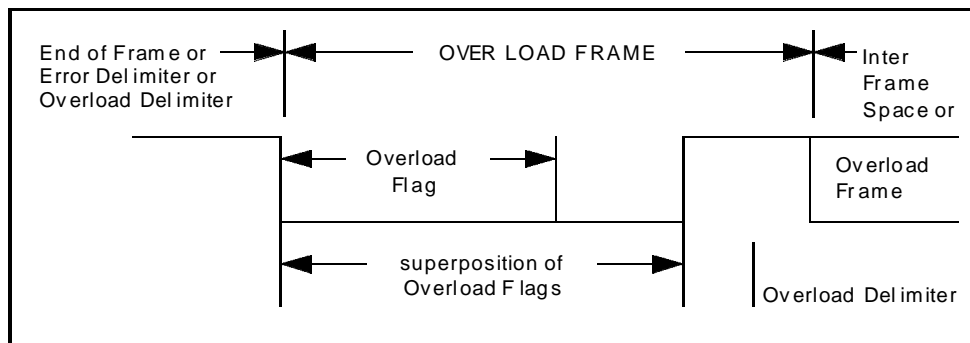 End of Frame or
Error Delimiter or
Overload Delimiter
OVER LOAD FRAME
Inter
Frame
Space or
Overload
Flag
Overload
Frame
superposition of
Overload Flags
Overload Delimiter